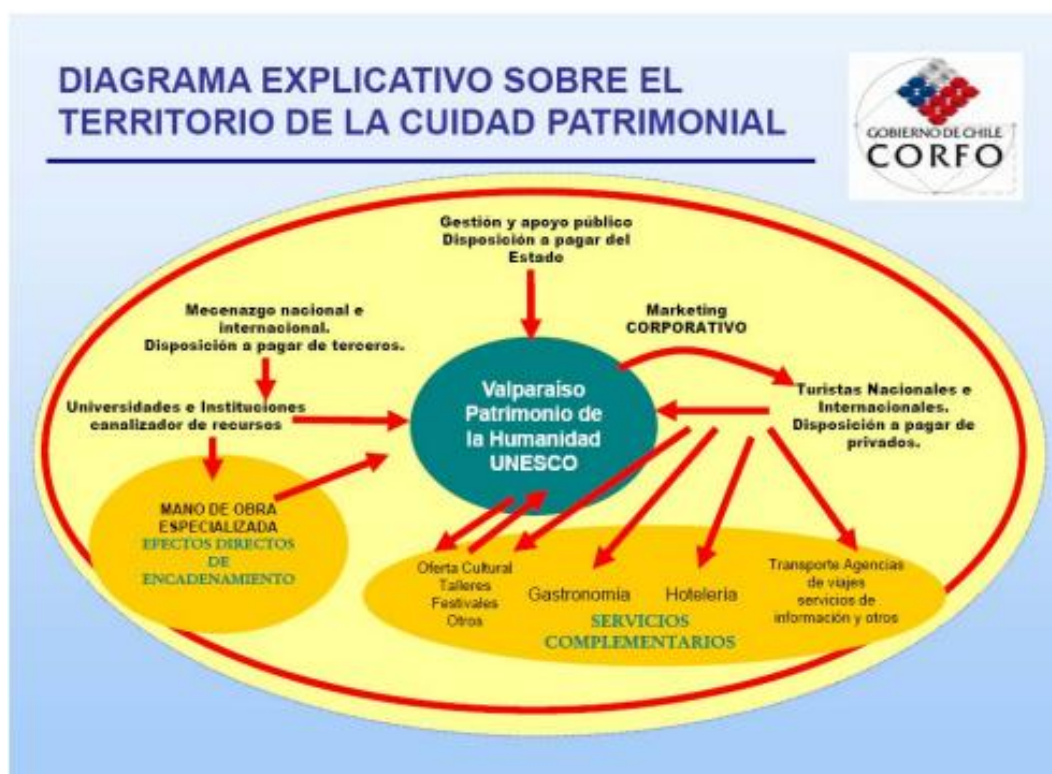 DIAGRAMA EXPLICATIVO SOBRE EL
TERRITORIO DE LA CUIDAD PATRIMONIAL
GOBIERNO DE CHILE
CORFO
Gestión y apoyo público
Disposición a pagar del
Estado
Mecenazgo nacional e
internacional.
Disposición a pagar de terceros.
Marketing
CORPORATIVO
Universidades e Instituciones
canalizador de recursos
Valparaíso
Patrimonio de
la Humanidad
UNESCO
Turistas Nacionales e
Internacionales.
Disposición a pagar de
privados.
MANO DE OBRA
ESPECIALIZADA
EFECTOS DIRECTOS
DE
ENCADENAMIENTO
Oferta Cultural
Talleres
Festivales
Otros
Gastronomía
Hotelería
Transporte Agencias
de viajes
servicios de
información y otros
SERVICIOS
COMPLEMENTARIOS